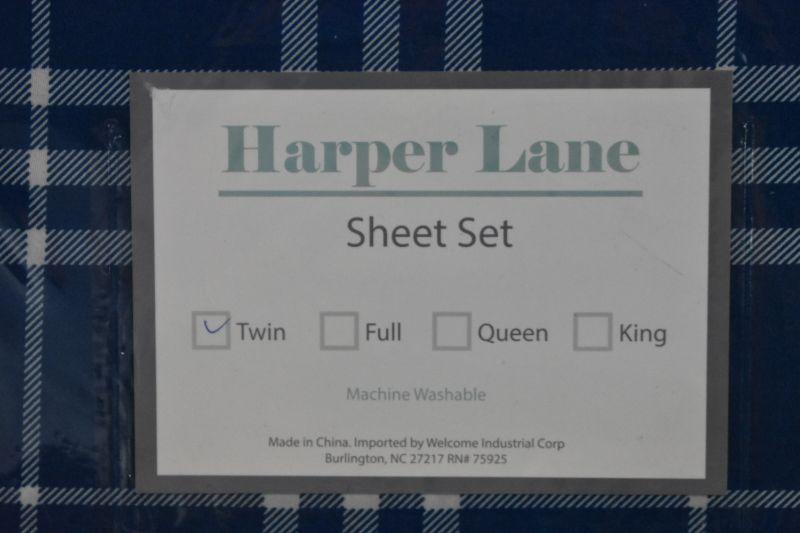 Harper Lane
Sheet Set
Twin Full Queen King
Machine Washable
Made in China. Imported by Welcome Industrial Corp
Burlington, NC 27217 RN# 75925